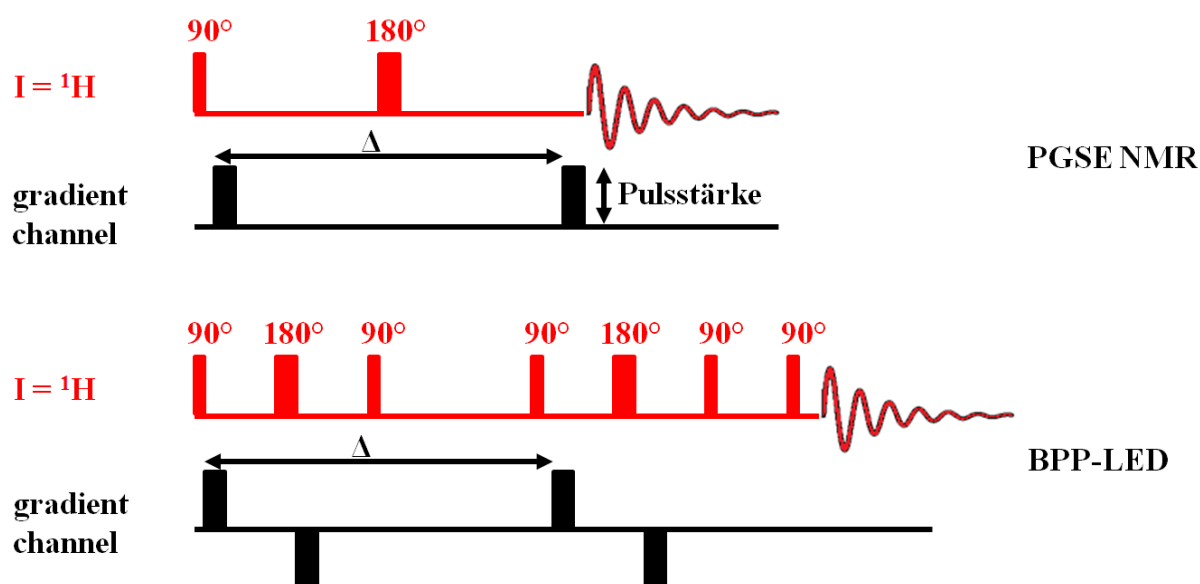 90° 180°
I = ¹H
Δ
PGSE NMR
Pulsstärke
gradient
channel
90° 180° 90° 90° 180° 90° 90°
I = ¹H
Δ
BPP-LED
gradient
channel